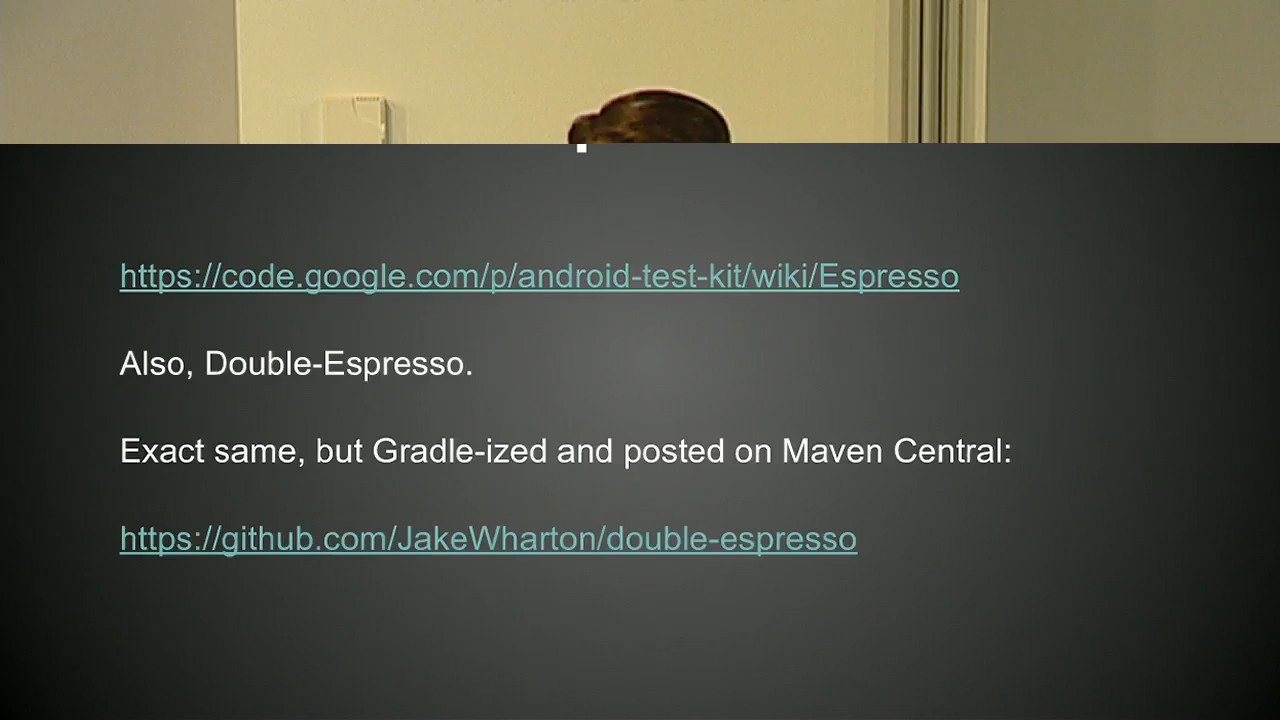 https://code.google.com/p/android-test-kit/wiki/Espresso
Also, Double-Espresso.
Exact same, but Gradle-ized and posted on Maven Central:
https://github.com/JakeWharton/double-espresso